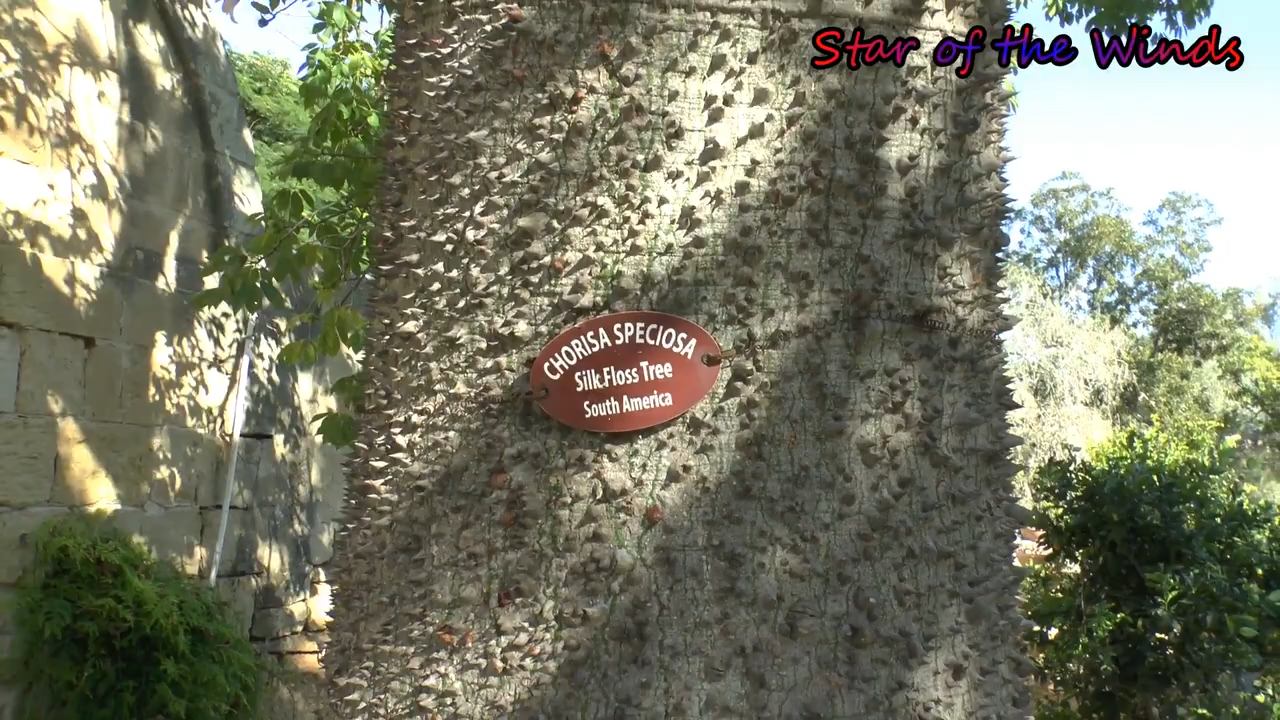 Star of the Winds
CHORISA SPECIOSA
Silk Floss Tree
South America